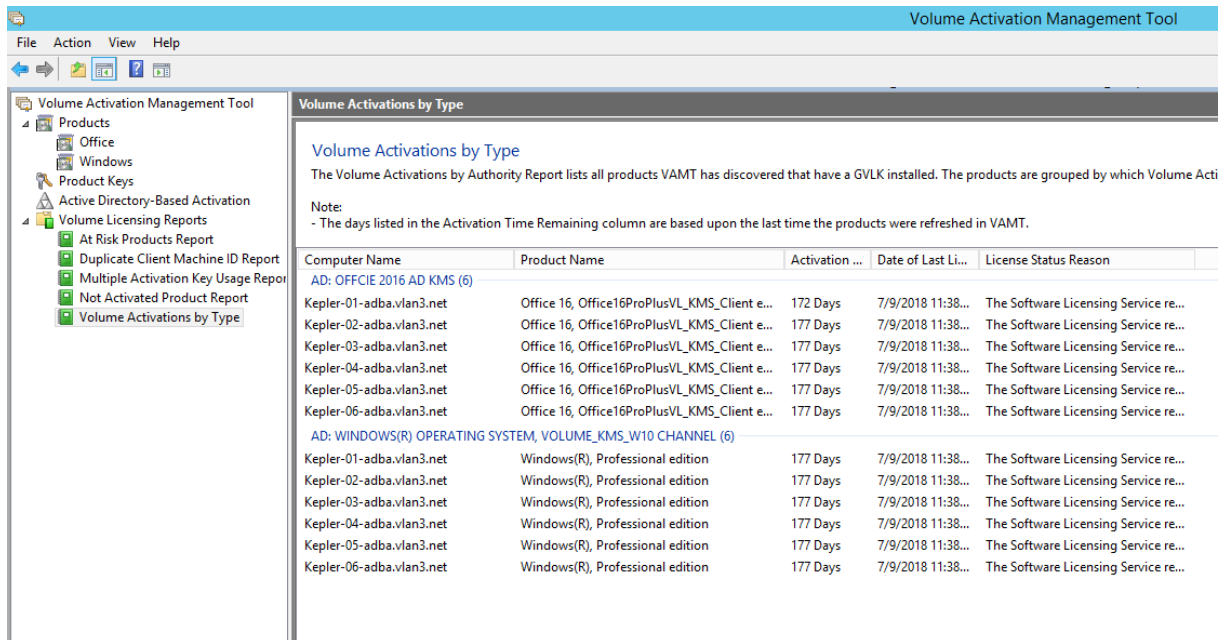 Volume Activation Management Tool
File Action View Help
Volume Activation Management Tool
Products
Office
Windows
Product Keys
Active Directory-Based Activation
Volume Licensing Reports
At Risk Products Report
Duplicate Client Machine ID Report
Multiple Activation Key Usage Repor
Not Activated Product Report
Volume Activations by Type
Volume Activations by Type
Volume Activations by Type
The Volume Activations by Authority Report lists all products VAMT has discovered that have a GVLK installed. The products are grouped by which Volume Acti
Note:
- The days listed in the Activation Time Remaining column are based upon the last time the products were refreshed in VAMT.
Computer Name Product Name Activation ... Date of Last Li... License Status Reason
AD: OFFCIE 2016 AD KMS (6)
Kepler-01-adba.vlan3.net Office 16, Office16ProPlusVL_KMS_Client e... 172 Days 7/9/2018 11:38... The Software Licensing Service re...
Kepler-02-adba.vlan3.net Office 16, Office16ProPlusVL_KMS_Client e... 177 Days 7/9/2018 11:38... The Software Licensing Service re...
Kepler-03-adba.vlan3.net Office 16, Office16ProPlusVL_KMS_Client e... 177 Days 7/9/2018 11:38... The Software Licensing Service re...
Kepler-04-adba.vlan3.net Office 16, Office16ProPlusVL_KMS_Client e... 177 Days 7/9/2018 11:38... The Software Licensing Service re...
Kepler-05-adba.vlan3.net Office 16, Office16ProPlusVL_KMS_Client e... 177 Days 7/9/2018 11:38... The Software Licensing Service re...
Kepler-06-adba.vlan3.net Office 16, Office16ProPlusVL_KMS_Client e... 177 Days 7/9/2018 11:38... The Software Licensing Service re...
AD: WINDOWS(R) OPERATING SYSTEM, VOLUME_KMS_W10 CHANNEL (6)
Kepler-01-adba.vlan3.net Windows(R), Professional edition 177 Days 7/9/2018 11:38... The Software Licensing Service re...
Kepler-02-adba.vlan3.net Windows(R), Professional edition 177 Days 7/9/2018 11:38... The Software Licensing Service re...
Kepler-03-adba.vlan3.net Windows(R), Professional edition 177 Days 7/9/2018 11:38... The Software Licensing Service re...
Kepler-04-adba.vlan3.net Windows(R), Professional edition 177 Days 7/9/2018 11:38... The Software Licensing Service re...
Kepler-05-adba.vlan3.net Windows(R), Professional edition 177 Days 7/9/2018 11:38... The Software Licensing Service re...
Kepler-06-adba.vlan3.net Windows(R), Professional edition 177 Days 7/9/2018 11:38... The Software Licensing Service re...